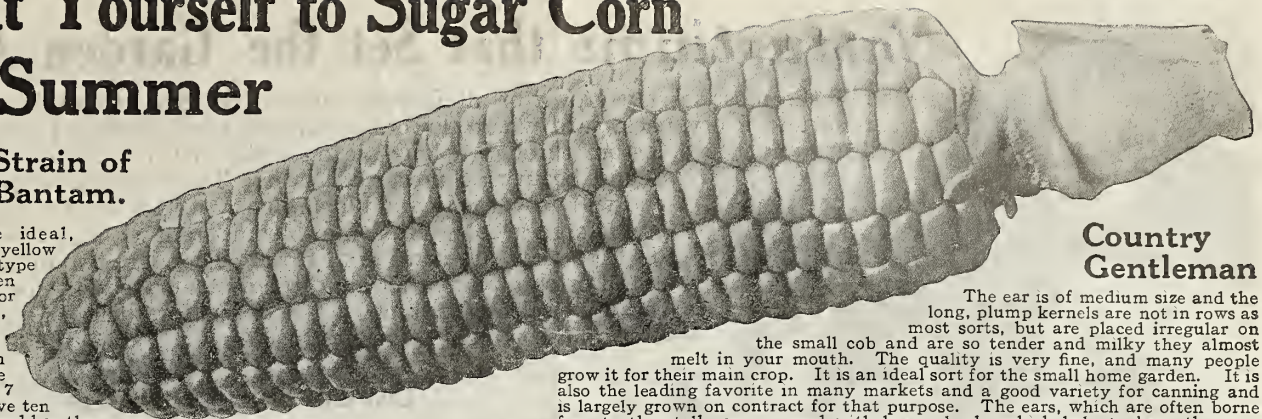 Yourself to Sugar Corn
Summer
Strain of
Bantam.
ideal,
yellow
type
or
7
ve ten
Country
Gentleman
The ear is of medium size and the
long, plump kernels are not in rows as
most sorts, but are placed irregular on
the small cob and are so tender and milky they almost
melt in your mouth. The quality is very fine, and many people
grow it for their main crop. It is an ideal sort for the small home garden. It is
also the leading favorite in many markets and a good variety for canning and
is largely grown on contract for that purpose. The ears, which are often borne